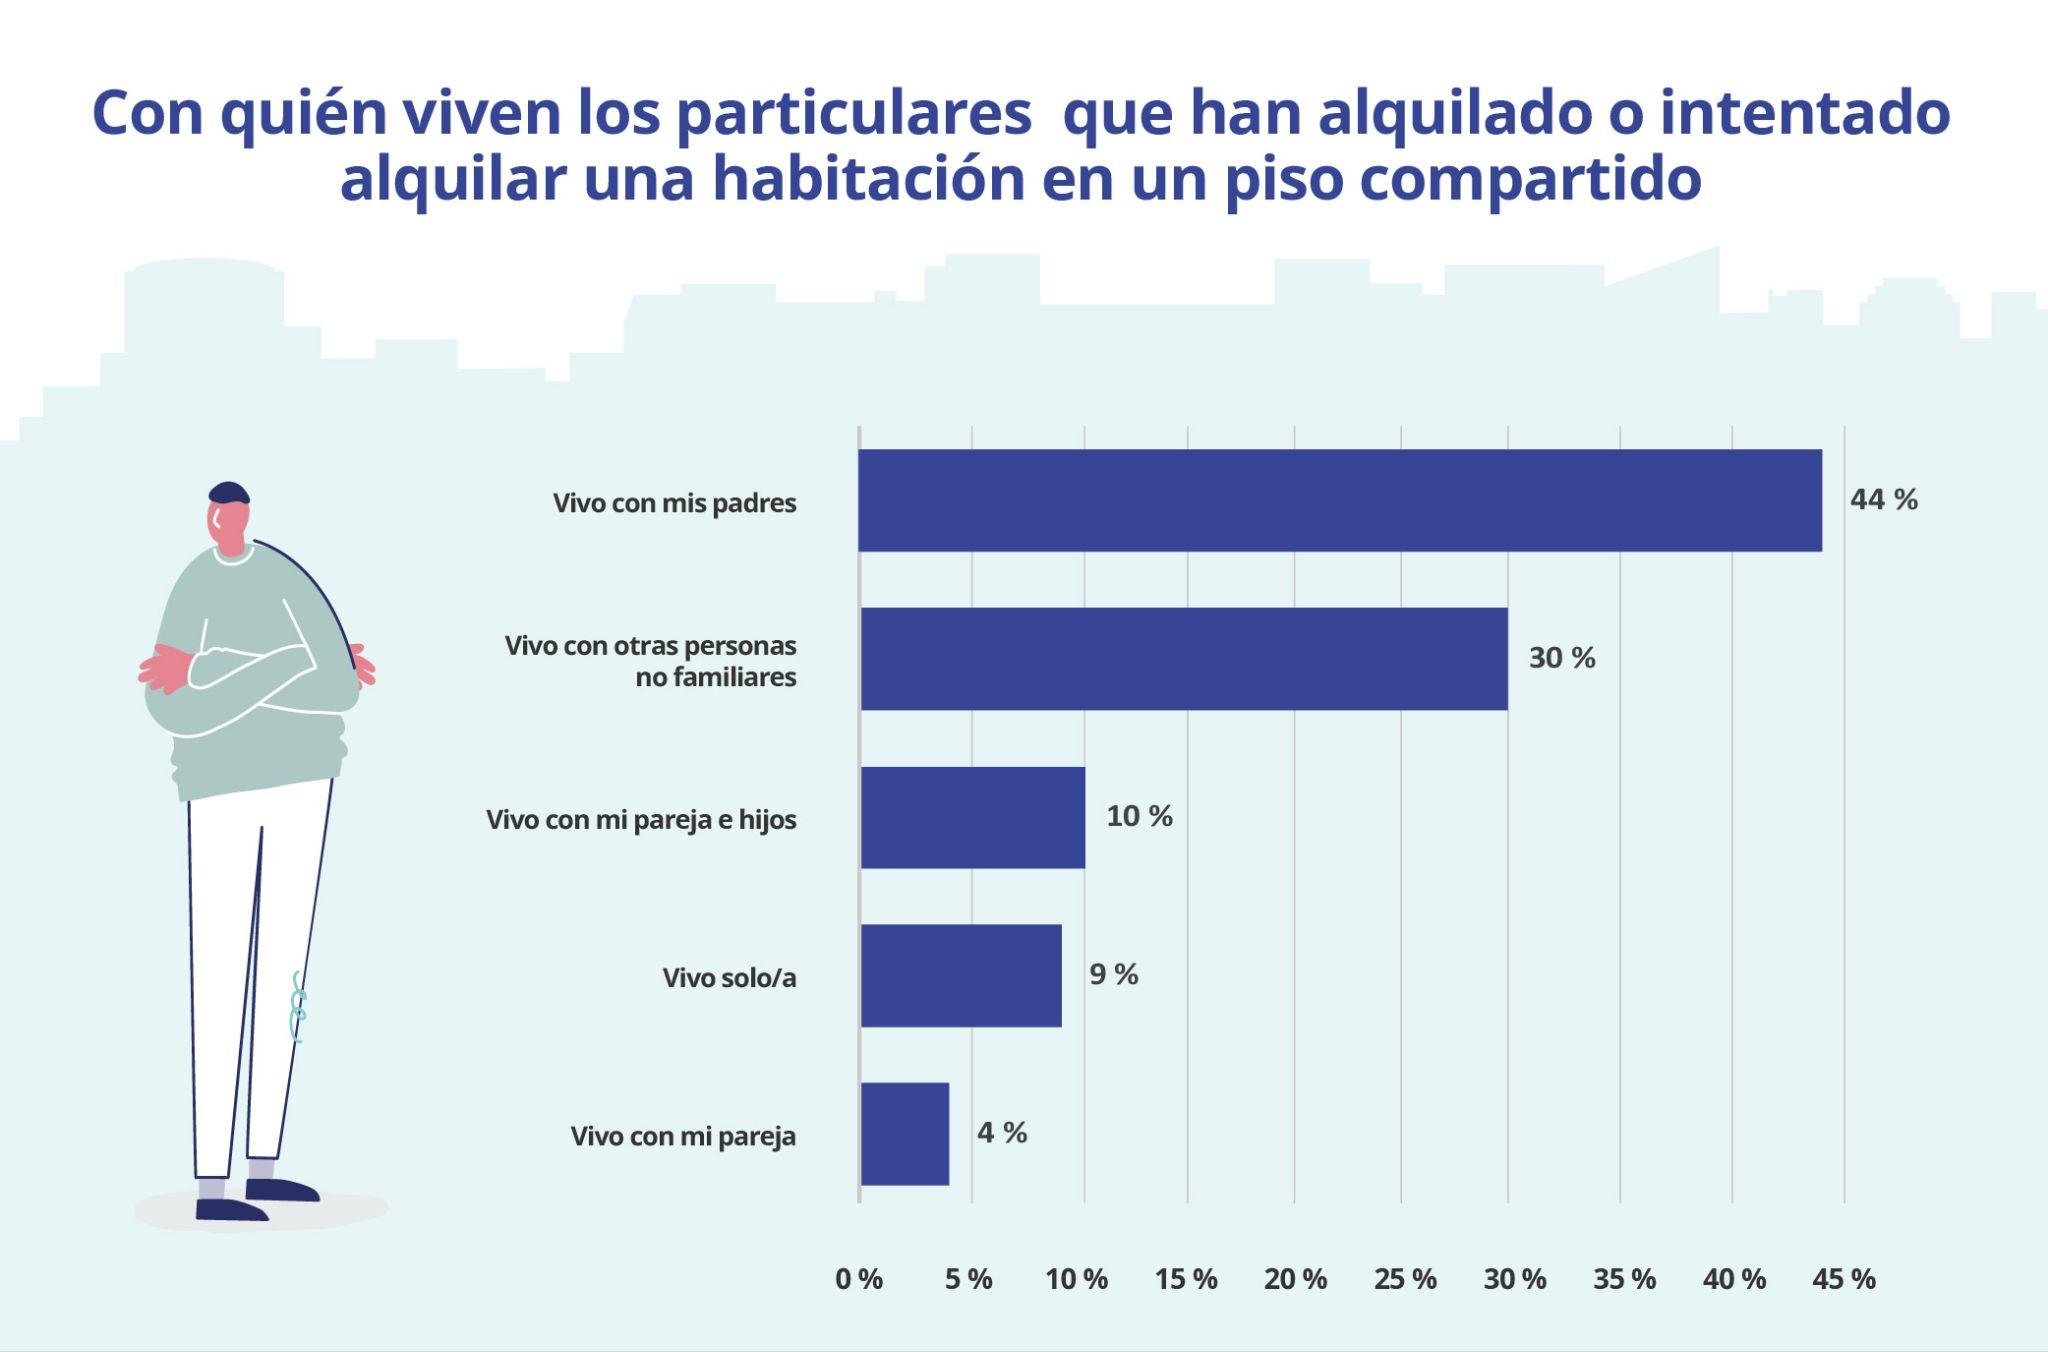 Con quién viven los particulares  que han alquilado o intentado
alquilar una habitación en un piso compartido
Vivo con mis padres
44 %
Vivo con otras personas
no familiares
30 %
Vivo con mi pareja e hijos
10 %
Vivo solo/a
9 %
Vivo con mi pareja
4 %
0 % 5 % 10 % 15 % 20 % 25 % 30 % 35 % 40 % 45 %